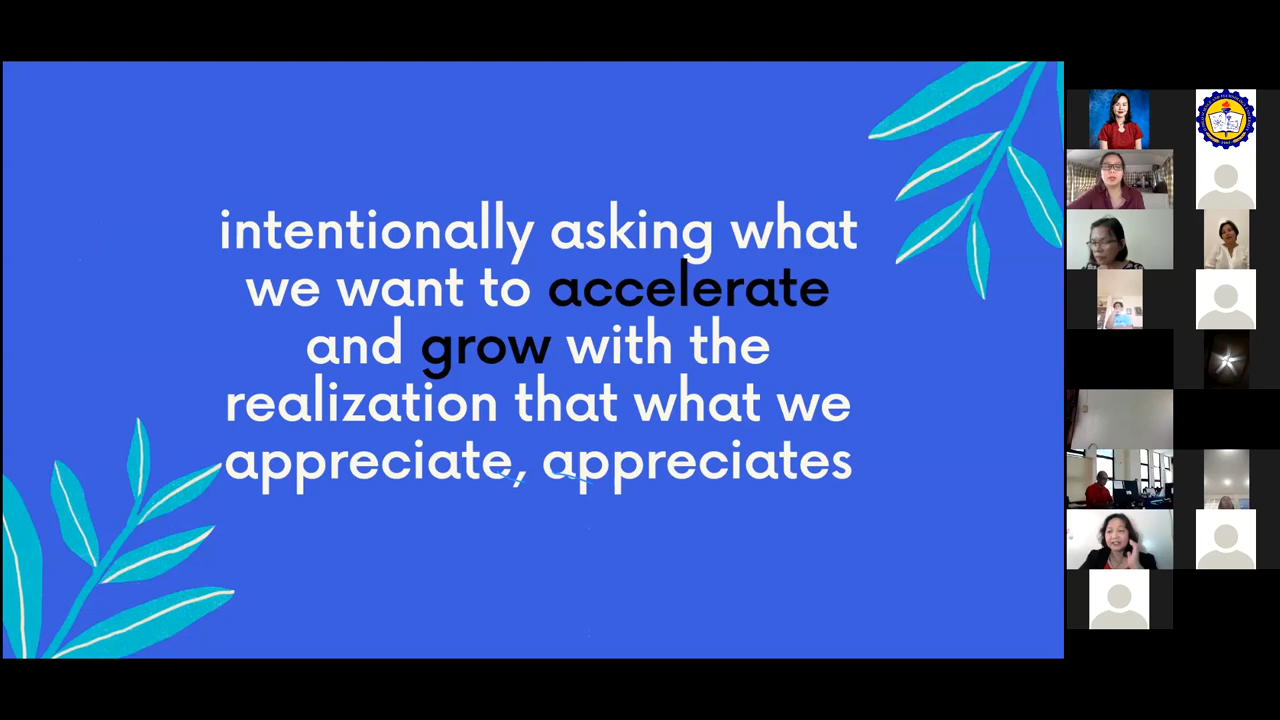 intentionally asking what
we want to accelerate
and grow with the
realization that what we
appreciate, appreciates